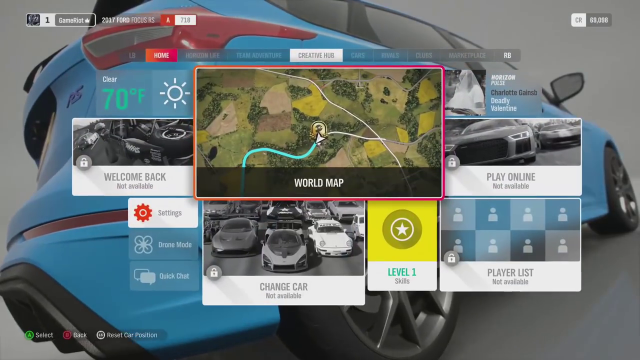 1 GameRiot 2017 FORD FOCUS RS A 718
CR 69,000
LB HOME HORIZON LIFE TEAM ADVENTURE CREATIVE HUB CARS RIVALS CLUBS MARKETPLACE RB
Clear
70°F
HORIZON
PULSE
Charlotte Gainsb
Deadly
Valentine
WELCOME BACK
Not available
WORLD MAP
PLAY ONLINE
Not available
Settings
Drone Mode
Quick Chat
CHANGE CAR
Not available
LEVEL 1
Skills
PLAYER LIST
Not available
A Select B Back Reset Car Position
RS